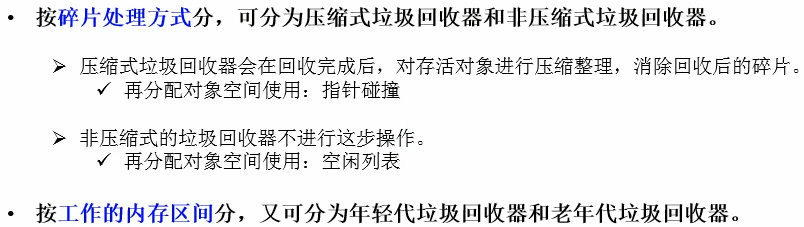 • 按碎片处理方式分，可分为压缩式垃圾回收器和非压缩式垃圾回收器。
➢ 压缩式垃圾回收器会在回收完成后，对存活对象进行压缩整理，消除回收后的碎片。
✓ 再分配对象空间使用：指针碰撞
➢ 非压缩式的垃圾回收器不进行这步操作。
✓ 再分配对象空间使用：空闲列表
• 按工作的内存区间分，又可分为年轻代垃圾回收器和老年代垃圾回收器。